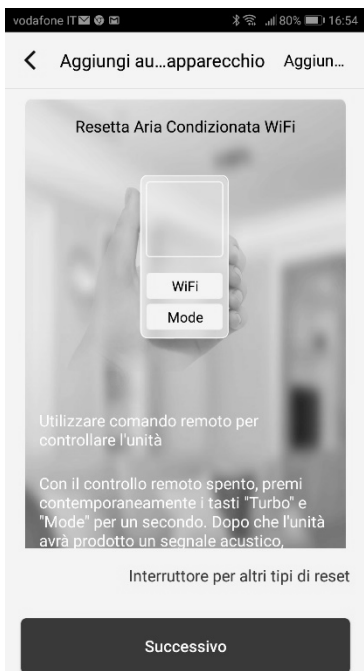 vodafone IT 80% 16:54
Aggiungi au...apparecchio Aggiun...
Resetta Aria Condizionata WiFi
WiFi
Mode
Utilizzare comando remoto per
controllare l'unità
Con il controllo remoto spento, premi
contemporaneamente i tasti "Turbo" e
"Mode" per un secondo. Dopo che l'unità
avrà prodotto un segnale acustico,
Interruttore per altri tipi di reset
Successivo